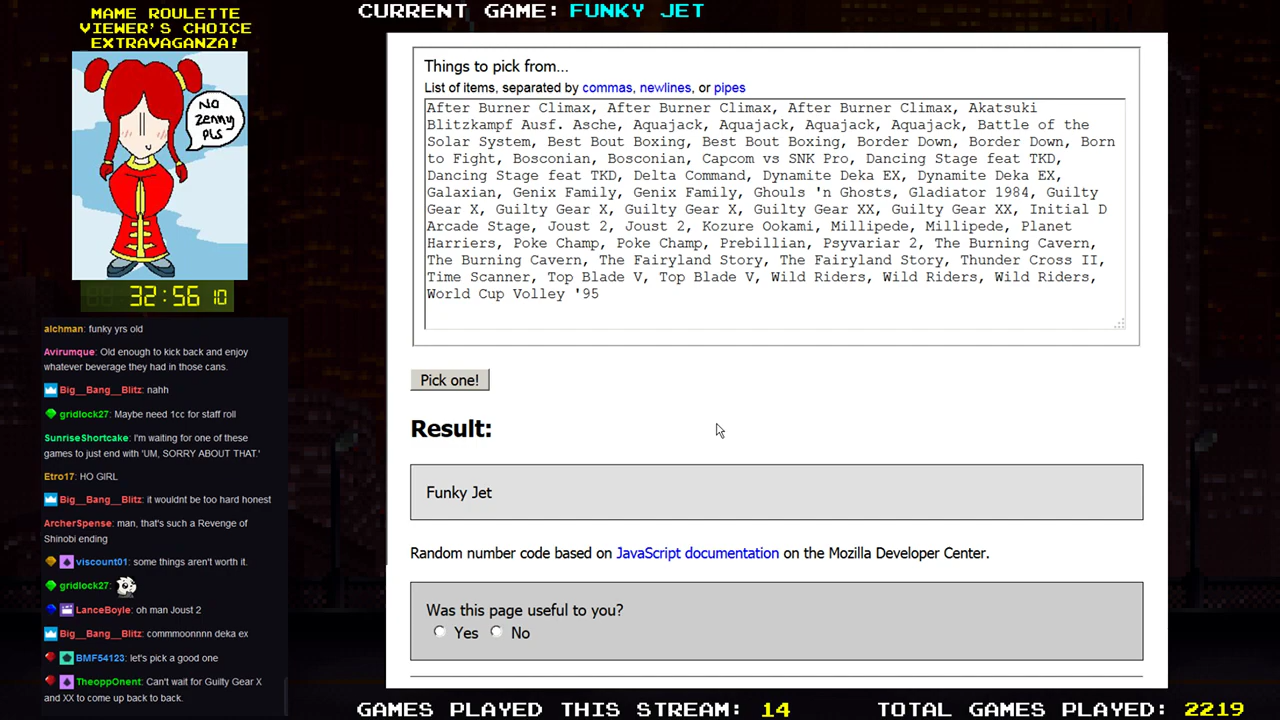 MAME ROULETTE
VIEWER'S CHOICE
EXTRAVAGANZA!
NO
ZENNY
PLS
32:56 10
alchman: funky yrs old
Avirumque: Old enough to kick back and enjoy
whatever beverage they had in those cans.
Big__Bang__Blitz: nahh
gridlock27: Maybe need 1cc for staff roll
SunriseShortcake: I'm waiting for one of these
games to just end with 'UM, SORRY ABOUT THAT.'
Etro17: HO GIRL
Big__Bang__Blitz: it wouldnt be too hard honest
ArcherSpense: man, that's such a Revenge of
Shinobi ending
viscount01: some things aren't worth it.
gridlock27:
LanceBoyle: oh man Joust 2
Big__Bang__Blitz: commmoonnnn deka ex
BMF54123: let's pick a good one
TheoppOnent: Can't wait for Guilty Gear X
and XX to come up back to back.
CURRENT GAME: FUNKY JET
Things to pick from...
List of items, separated by commas, newlines, or pipes
After Burner Climax, After Burner Climax, After Burner Climax, Akatsuki
Blitzkampf Ausf. Asche, Aquajack, Aquajack, Aquajack, Aquajack, Battle of the
Solar System, Best Bout Boxing, Best Bout Boxing, Border Down, Border Down, Born
to Fight, Bosconian, Bosconian, Capcom vs SNK Pro, Dancing Stage feat TKD,
Dancing Stage feat TKD, Delta Command, Dynamite Deka EX, Dynamite Deka EX,
Galaxian, Genix Family, Genix Family, Ghouls 'n Ghosts, Gladiator 1984, Guilty
Gear X, Guilty Gear X, Guilty Gear X, Guilty Gear XX, Guilty Gear XX, Initial D
Arcade Stage, Joust 2, Joust 2, Kozure Ookami, Millipede, Millipede, Planet
Harriers, Poke Champ, Poke Champ, Prebillian, Psyvariar 2, The Burning Cavern,
The Burning Cavern, The Fairyland Story, The Fairyland Story, Thunder Cross II,
Time Scanner, Top Blade V, Top Blade V, Wild Riders, Wild Riders, Wild Riders,
World Cup Volley '95
Pick one!
Result:
Funky Jet
Random number code based on JavaScript documentation on the Mozilla Developer Center.
Was this page useful to you?
Yes No
GAMES PLAYED THIS STREAM: 14 TOTAL GAMES PLAYED: 2219